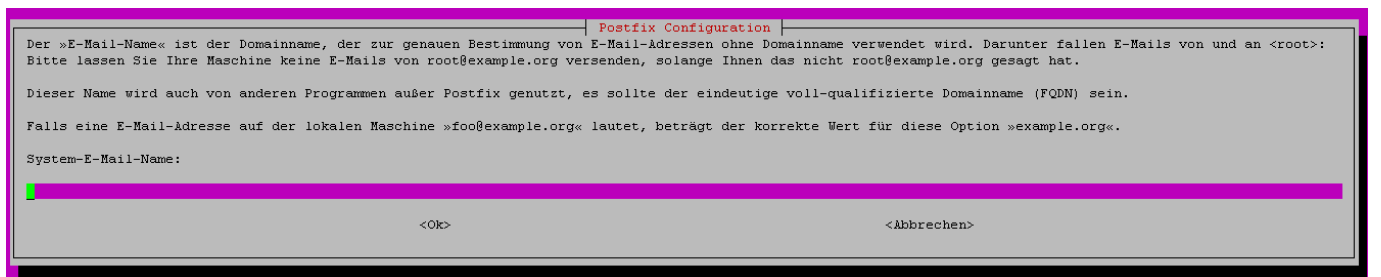 Postfix Configuration
Der »E-Mail-Name« ist der Domainname, der zur genauen Bestimmung von E-Mail-Adressen ohne Domainname verwendet wird. Darunter fallen E-Mails von und an <root>:
Bitte lassen Sie Ihre Maschine keine E-Mails von root@example.org versenden, solange Ihnen das nicht root@example.org gesagt hat.
Dieser Name wird auch von anderen Programmen außer Postfix genutzt, es sollte der eindeutige voll-qualifizierte Domainname (FQDN) sein.
Falls eine E-Mail-Adresse auf der lokalen Maschine »foo@example.org« lautet, beträgt der korrekte Wert für diese Option »example.org«.
System-E-Mail-Name:
<Ok> <Abbrechen>